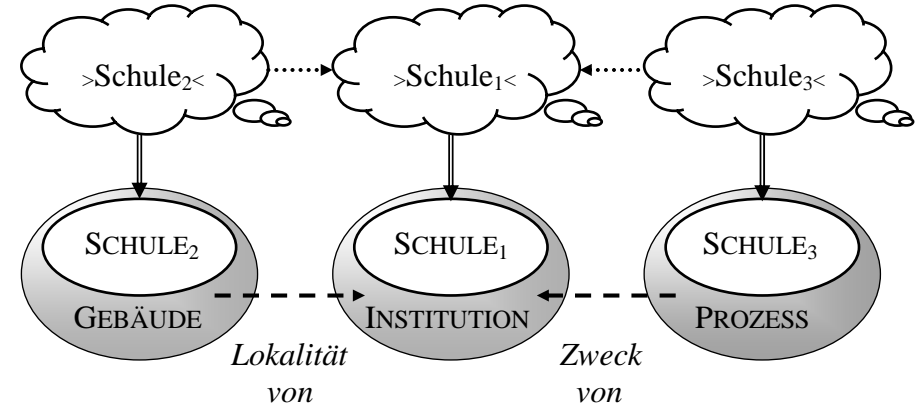 >Schule₂< >Schule₁< >Schule₃<
SCHULE₂ SCHULE₁ SCHULE₃
GEBÄUDE INSTITUTION PROZESS
Lokalität Zweck
von von